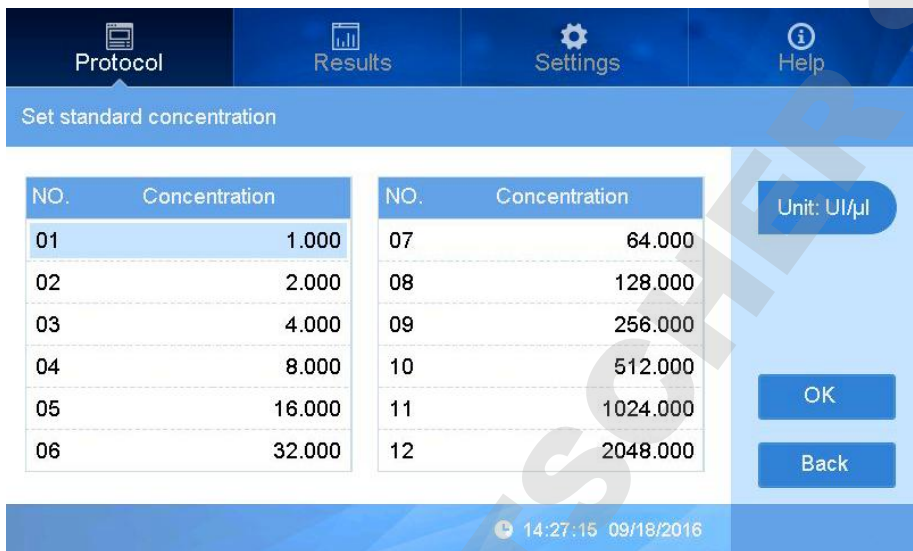 Protocol Results Settings Help
Set standard concentration
NO. Concentration NO. Concentration
Unit: UI/µl
01 1.000 07 64.000
02 2.000 08 128.000
03 4.000 09 256.000
04 8.000 10 512.000
05 16.000 11 1024.000
06 32.000 12 2048.000
OK
Back
14:27:15 09/18/2016